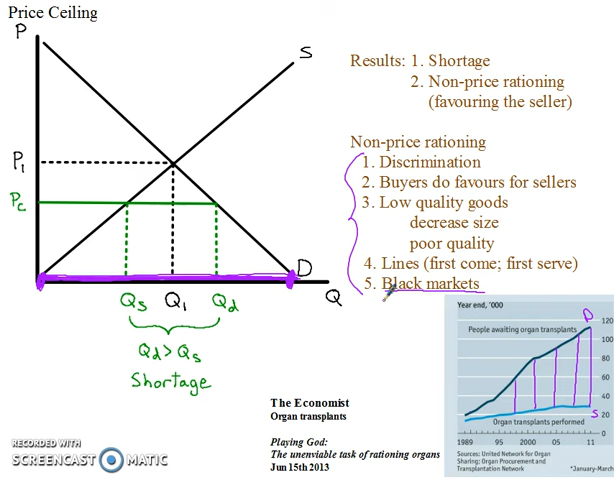 Price Ceiling
P
S
P1
Pc
D
Qs Q1 Qd Q
Qd > Qs
Shortage
Results: 1. Shortage
2. Non-price rationing
(favouring the seller)
Non-price rationing
1. Discrimination
2. Buyers do favours for sellers
3. Low quality goods
decrease size
poor quality
4. Lines (first come; first serve)
5. Black markets
The Economist
Organ transplants
Playing God:
The unenviable task of rationing organs
Jun 15th 2013
Year end, '000
D
People awaiting organ transplants
120
100
80
60
40
20
0
S
Organ transplants performed
1989 95 2000 05 11
Sources: United Network for Organ
Sharing; Organ Procurement and
Transplantation Network
*January-March
RECORDED WITH
SCREENCAST MATIC